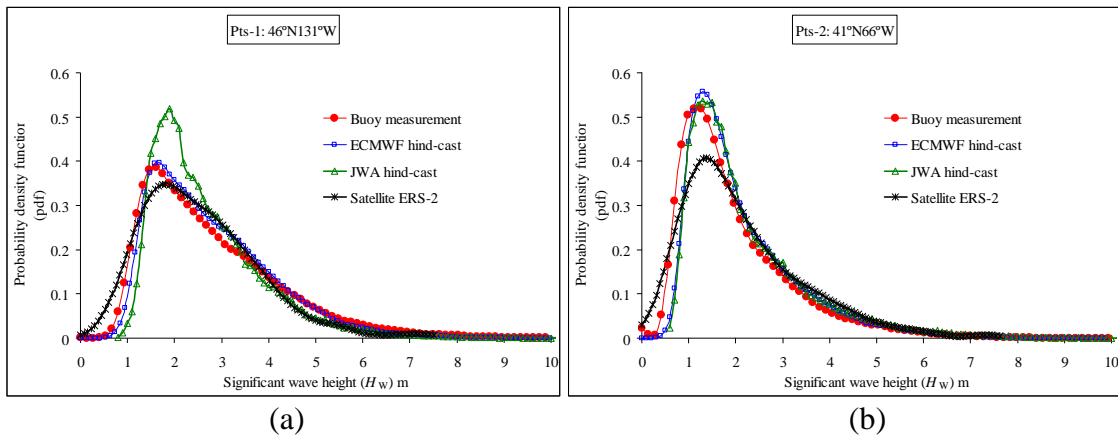 Pts-1: 46ºN131ºW
Probability density function
(pdf)
0.6
0.5
0.4
0.3
0.2
0.1
0
Buoy measurement
ECMWF hind-cast
JWA hind-cast
Satellite ERS-2
0 1 2 3 4 5 6 7 8 9 10
Significant wave height (H_W) m
(a)
Pts-2: 41ºN66ºW
Probability density function
(pdf)
0.6
0.5
0.4
0.3
0.2
0.1
0
Buoy measurement
ECMWF hind-cast
JWA hind-cast
Satellite ERS-2
0 1 2 3 4 5 6 7 8 9 10
Significant wave height (H_W) m
(b)